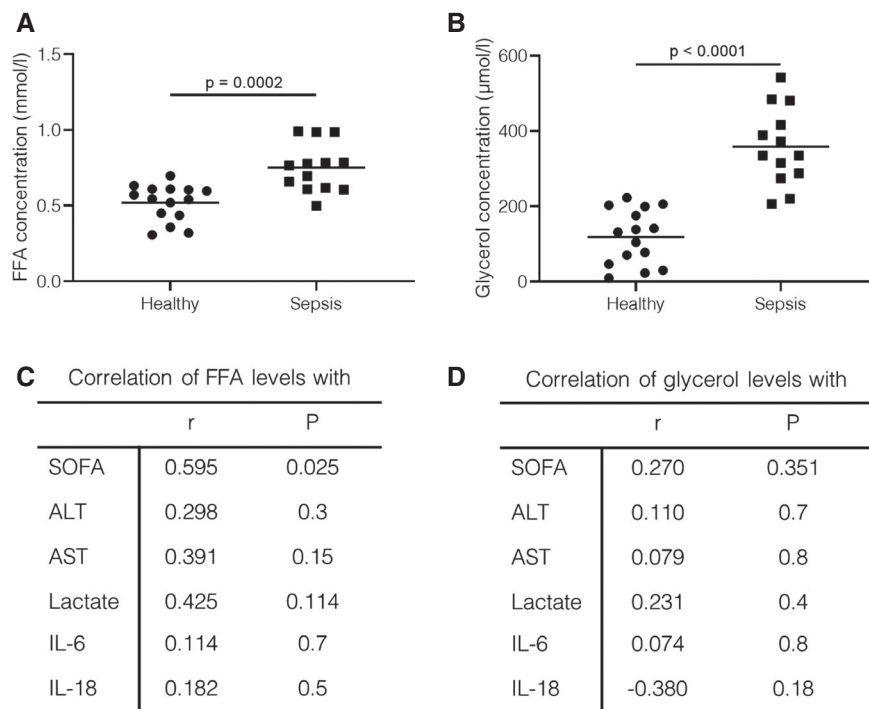 A
FFA concentration (mmol/l)
1.5
1.0
0.5
0.0
p = 0.0002
Healthy Sepsis
B
Glycerol concentration (µmol/l)
600
400
200
0
p < 0.0001
Healthy Sepsis
C Correlation of FFA levels with
r P
SOFA 0.595 0.025
ALT 0.298 0.3
AST 0.391 0.15
Lactate 0.425 0.114
IL-6 0.114 0.7
IL-18 0.182 0.5
D Correlation of glycerol levels with
r P
SOFA 0.270 0.351
ALT 0.110 0.7
AST 0.079 0.8
Lactate 0.231 0.4
IL-6 0.074 0.8
IL-18 -0.380 0.18